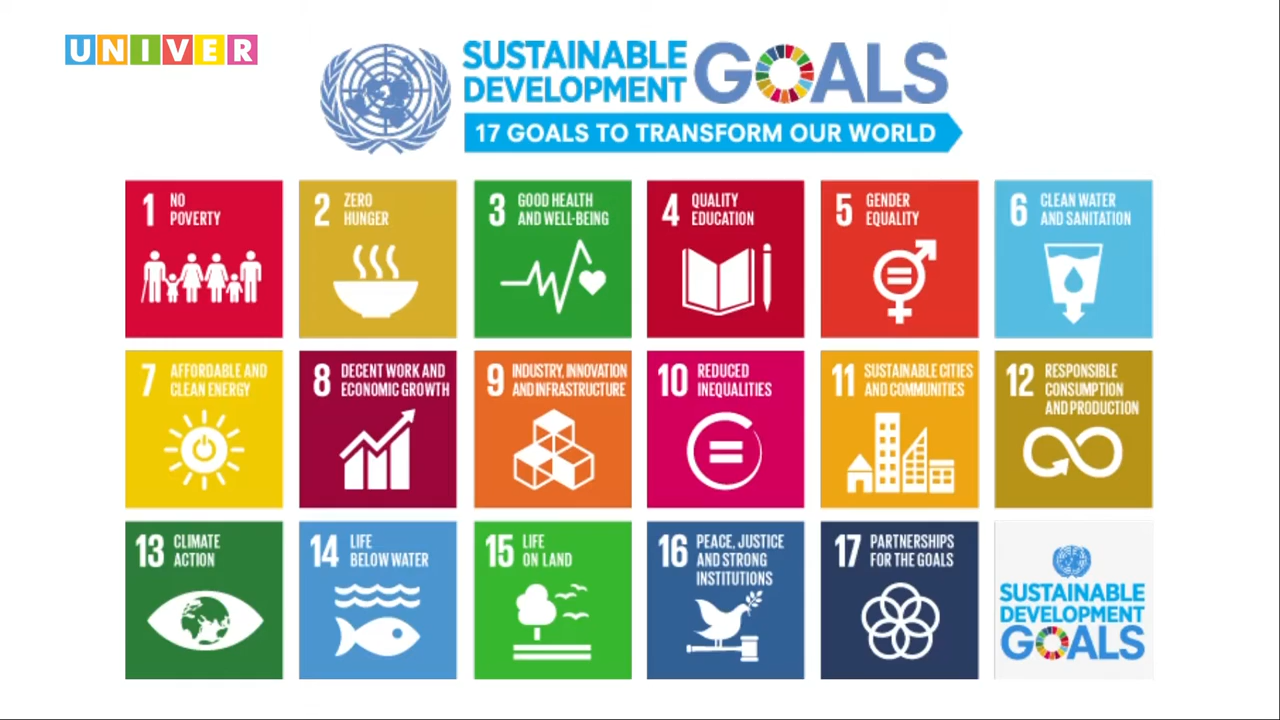 UNIVER
SUSTAINABLE
DEVELOPMENT
GOALS
17 GOALS TO TRANSFORM OUR WORLD
1 NO
POVERTY
2 ZERO
HUNGER
3 GOOD HEALTH
AND WELL-BEING
4 QUALITY
EDUCATION
5 GENDER
EQUALITY
6 CLEAN WATER
AND SANITATION
7 AFFORDABLE AND
CLEAN ENERGY
8 DECENT WORK AND
ECONOMIC GROWTH
9 INDUSTRY, INNOVATION
AND INFRASTRUCTURE
10 REDUCED
INEQUALITIES
11 SUSTAINABLE CITIES
AND COMMUNITIES
12 RESPONSIBLE
CONSUMPTION
AND PRODUCTION
13 CLIMATE
ACTION
14 LIFE
BELOW WATER
15 LIFE
ON LAND
16 PEACE, JUSTICE
AND STRONG
INSTITUTIONS
17 PARTNERSHIPS
FOR THE GOALS
SUSTAINABLE
DEVELOPMENT
GOALS